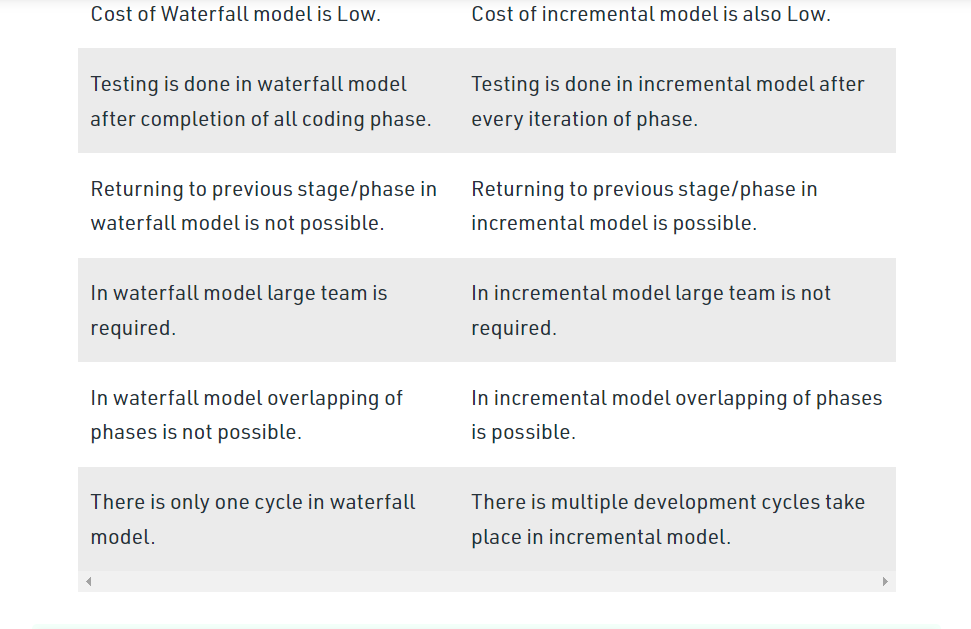 Cost of Waterfall model is Low.
Cost of incremental model is also Low.
Testing is done in waterfall model
after completion of all coding phase.
Testing is done in incremental model after
every iteration of phase.
Returning to previous stage/phase in
waterfall model is not possible.
Returning to previous stage/phase in
incremental model is possible.
In waterfall model large team is
required.
In incremental model large team is not
required.
In waterfall model overlapping of
phases is not possible.
In incremental model overlapping of phases
is possible.
There is only one cycle in waterfall
model.
There is multiple development cycles take
place in incremental model.